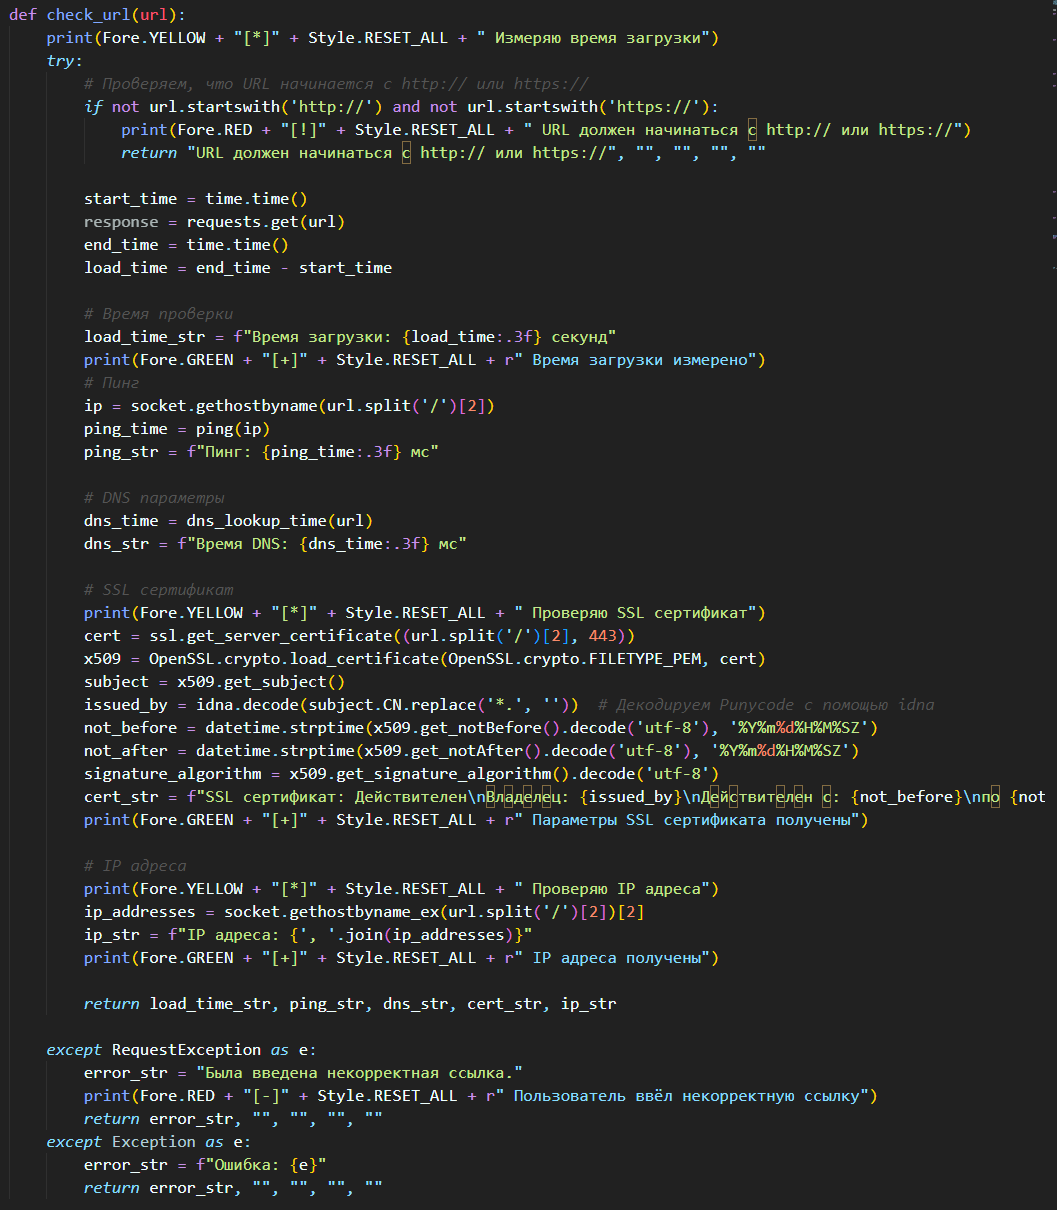 def check_url(url):
    print(Fore.YELLOW + "[*]" + Style.RESET_ALL + " Измеряю время загрузки")
    try:
        # Проверяем, что URL начинается с http:// или https://
        if not url.startswith('http://') and not url.startswith('https://'):
            print(Fore.RED + "[!]" + Style.RESET_ALL + " URL должен начинаться с http:// или https://")
            return "URL должен начинаться с http:// или https://", "", "", "", ""

        start_time = time.time()
        response = requests.get(url)
        end_time = time.time()
        load_time = end_time - start_time

        # Время проверки
        load_time_str = f"Время загрузки: {load_time:.3f} секунд"
        print(Fore.GREEN + "[+]" + Style.RESET_ALL + r" Время загрузки измерено")
        # Пинг
        ip = socket.gethostbyname(url.split('/')[2])
        ping_time = ping(ip)
        ping_str = f"Пинг: {ping_time:.3f} мс"

        # DNS параметры
        dns_time = dns_lookup_time(url)
        dns_str = f"Время DNS: {dns_time:.3f} мс"

        # SSL сертификат
        print(Fore.YELLOW + "[*]" + Style.RESET_ALL + " Проверяю SSL сертификат")
        cert = ssl.get_server_certificate((url.split('/')[2], 443))
        x509 = OpenSSL.crypto.load_certificate(OpenSSL.crypto.FILETYPE_PEM, cert)
        subject = x509.get_subject()
        issued_by = idna.decode(subject.CN.replace('*.', ''))  # Декодируем Punycode с помощью idna
        not_before = datetime.strptime(x509.get_notBefore().decode('utf-8'), '%Y%m%d%H%M%SZ')
        not_after = datetime.strptime(x509.get_notAfter().decode('utf-8'), '%Y%m%d%H%M%SZ')
        signature_algorithm = x509.get_signature_algorithm().decode('utf-8')
        cert_str = f"SSL сертификат: Действителен\nВладелец: {issued_by}\nДействителен с: {not_before}\nпо {not
        print(Fore.GREEN + "[+]" + Style.RESET_ALL + r" Параметры SSL сертификата получены")

        # IP адреса
        print(Fore.YELLOW + "[*]" + Style.RESET_ALL + " Проверяю IP адреса")
        ip_addresses = socket.gethostbyname_ex(url.split('/')[2])[2]
        ip_str = f"IP адреса: {', '.join(ip_addresses)}"
        print(Fore.GREEN + "[+]" + Style.RESET_ALL + r" IP адреса получены")

        return load_time_str, ping_str, dns_str, cert_str, ip_str

    except RequestException as e:
        error_str = "Была введена некорректная ссылка."
        print(Fore.RED + "[-]" + Style.RESET_ALL + r" Пользователь ввёл некорректную ссылку")
        return error_str, "", "", "", ""
    except Exception as e:
        error_str = f"Ошибка: {e}"
        return error_str, "", "", "", ""